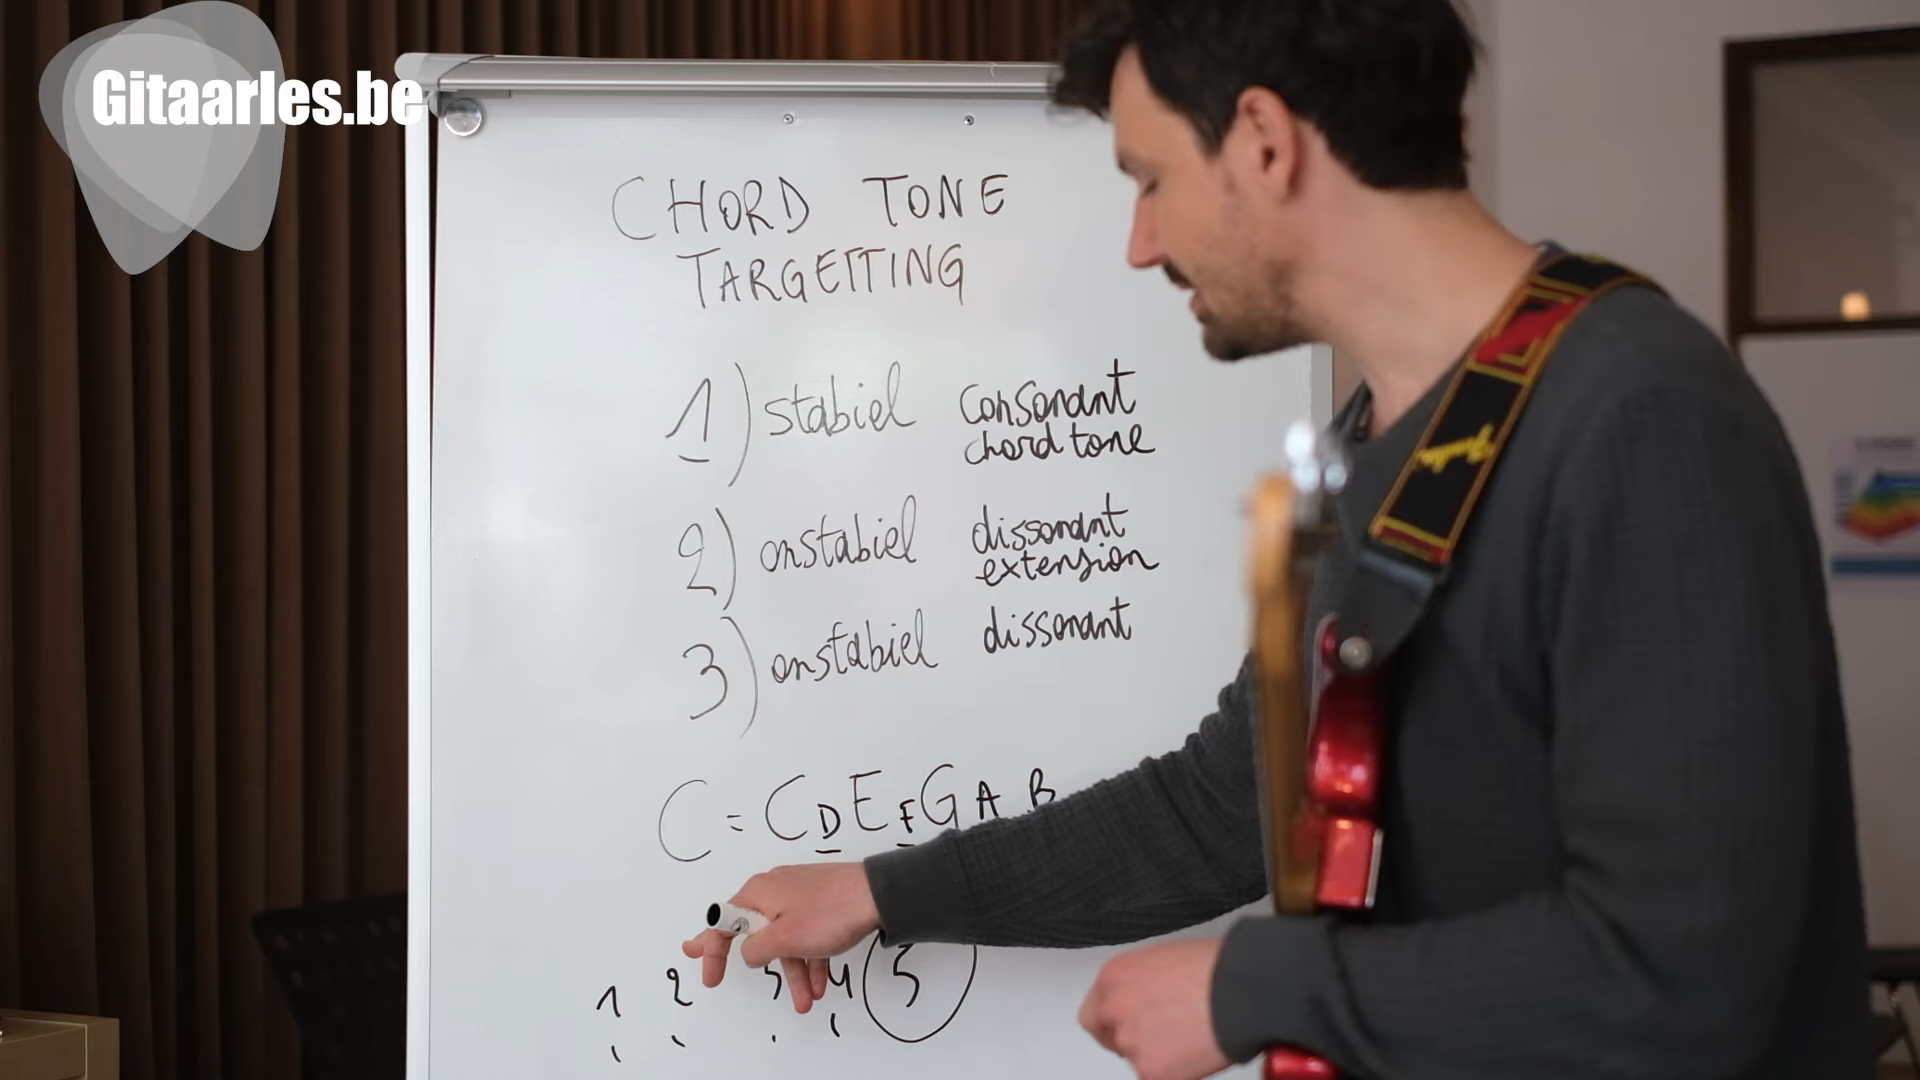 Gitaarles.be
CHORD TONE
TARGETTING
1) stabiel consonant
chord tone
2) onstabiel dissonant
extension
3) onstabiel dissonant
C = C D E F G A B
1 2 3 4 5